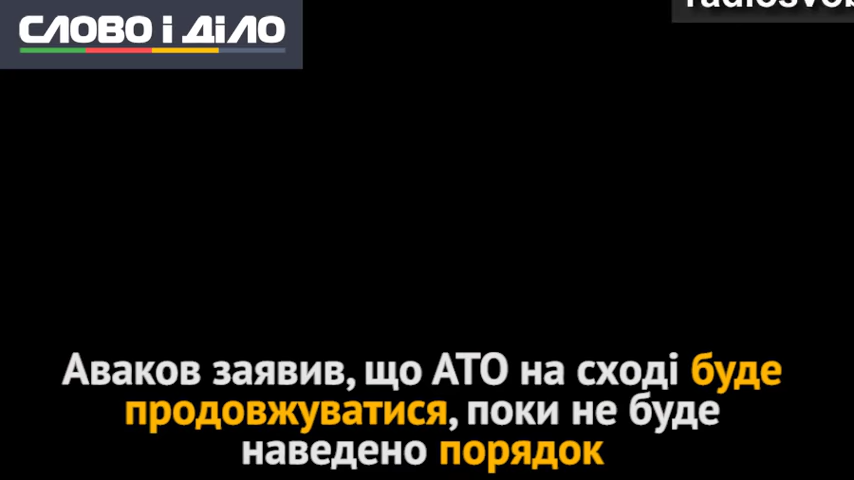 СЛОВО І ДІЛО
Аваков заявив, що АТО на сході буде
продовжуватися, поки не буде
наведено порядок